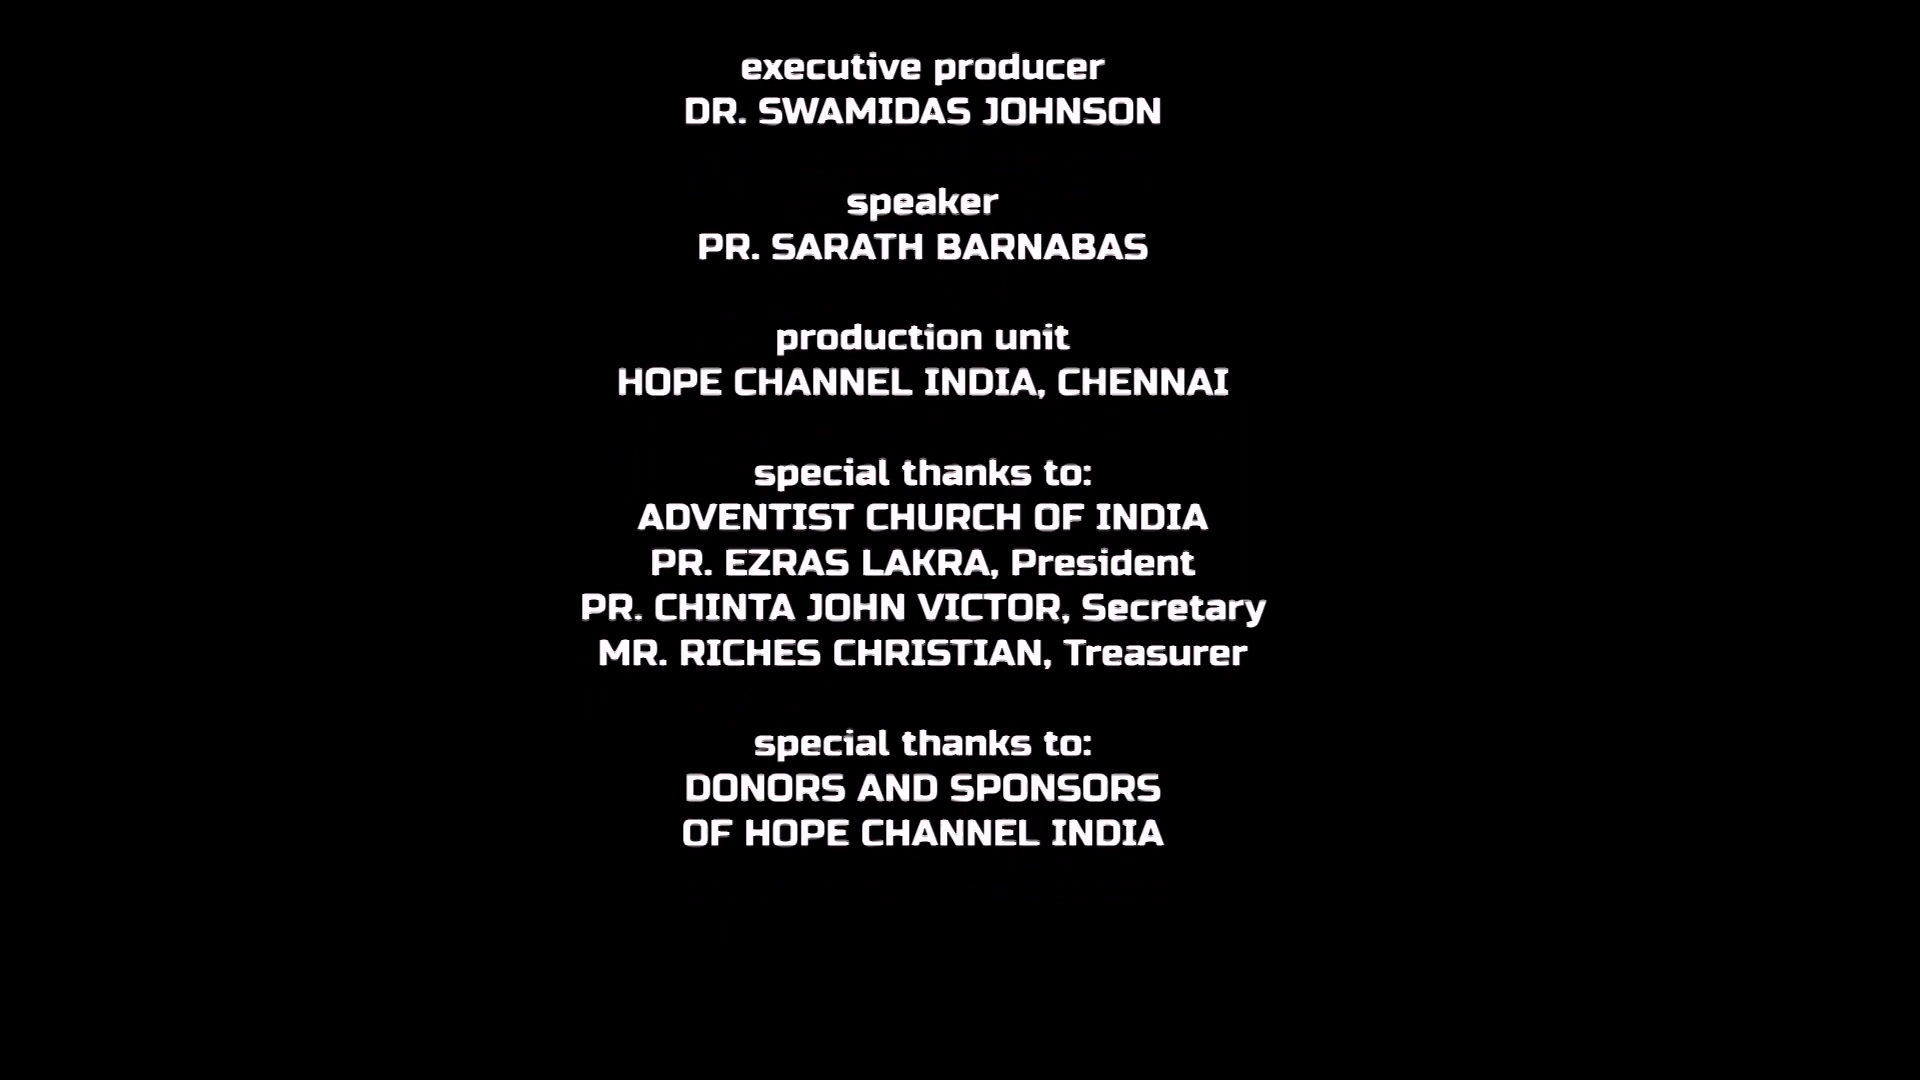 executive producer
DR. SWAMIDAS JOHNSON
speaker
PR. SARATH BARNABAS
production unit
HOPE CHANNEL INDIA, CHENNAI
special thanks to:
ADVENTIST CHURCH OF INDIA
PR. EZRAS LAKRA, President
PR. CHINTA JOHN VICTOR, Secretary
MR. RICHES CHRISTIAN, Treasurer
special thanks to:
DONORS AND SPONSORS
OF HOPE CHANNEL INDIA